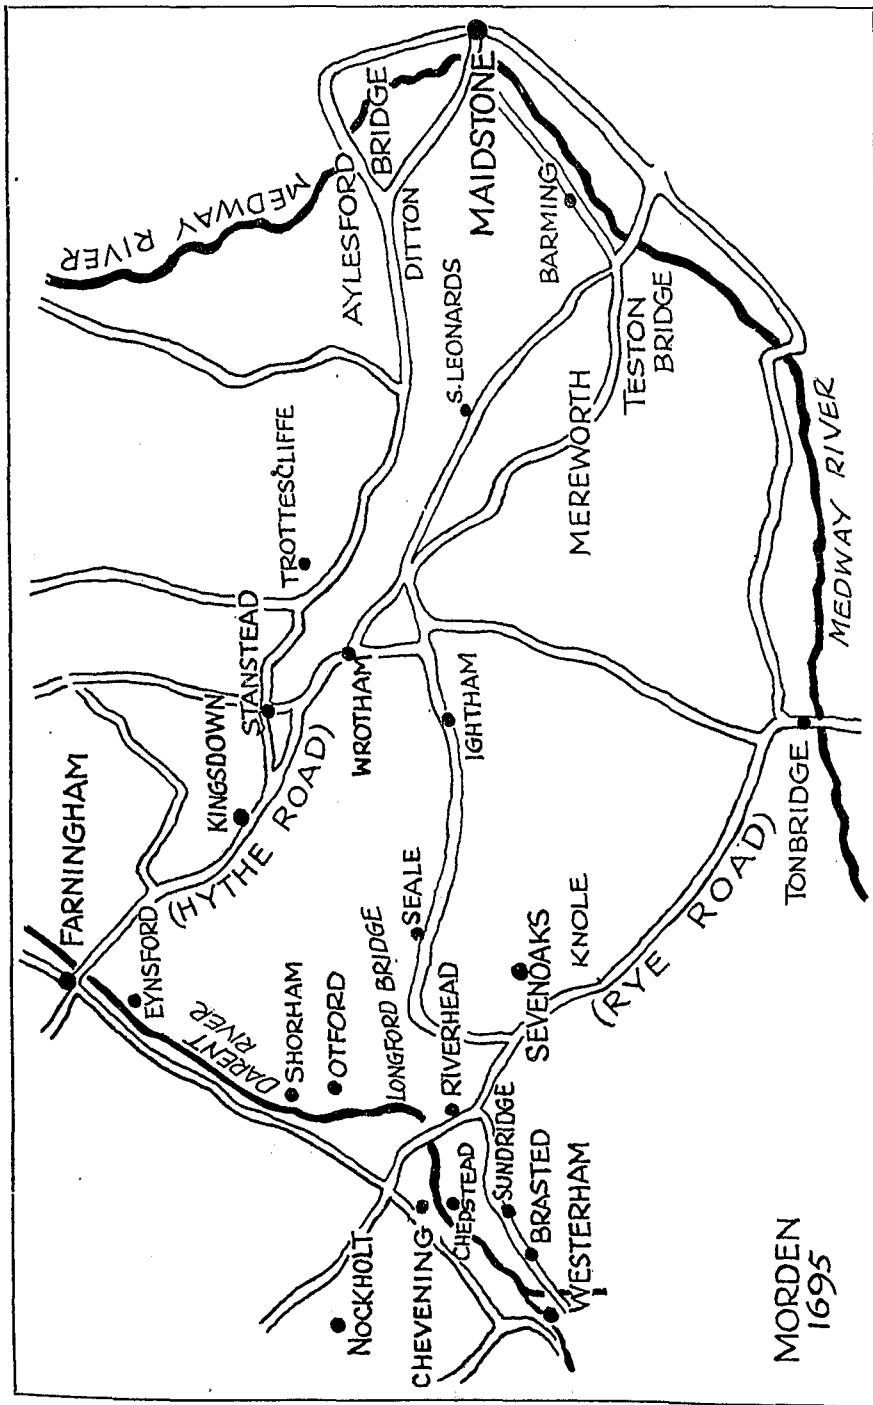 FARNINGHAM
EYNSFORD
KINGSDOWN
(HYTHE ROAD)
STANSTEAD
TROTTESCLIFFE
MEDWAY RIVER
AYLESFORD
BRIDGE
DITTON
MAIDSTONE
DARENT
RIVER
SHORHAM
OTFORD
LONGFORD BRIDGE
WROTHAM
S. LEONARDS
BARMING
NOCKHOLT
CHEVENING
CHEPSTEAD
RIVERHEAD
SEALE
IGHTHAM
MEREWORTH
TESTON
BRIDGE
SUNDRIDGE
BRASTED
WESTERHAM
SEVENOAKS
KNOLE
(RYE ROAD)
TONBRIDGE
MEDWAY RIVER
MORDEN
1695